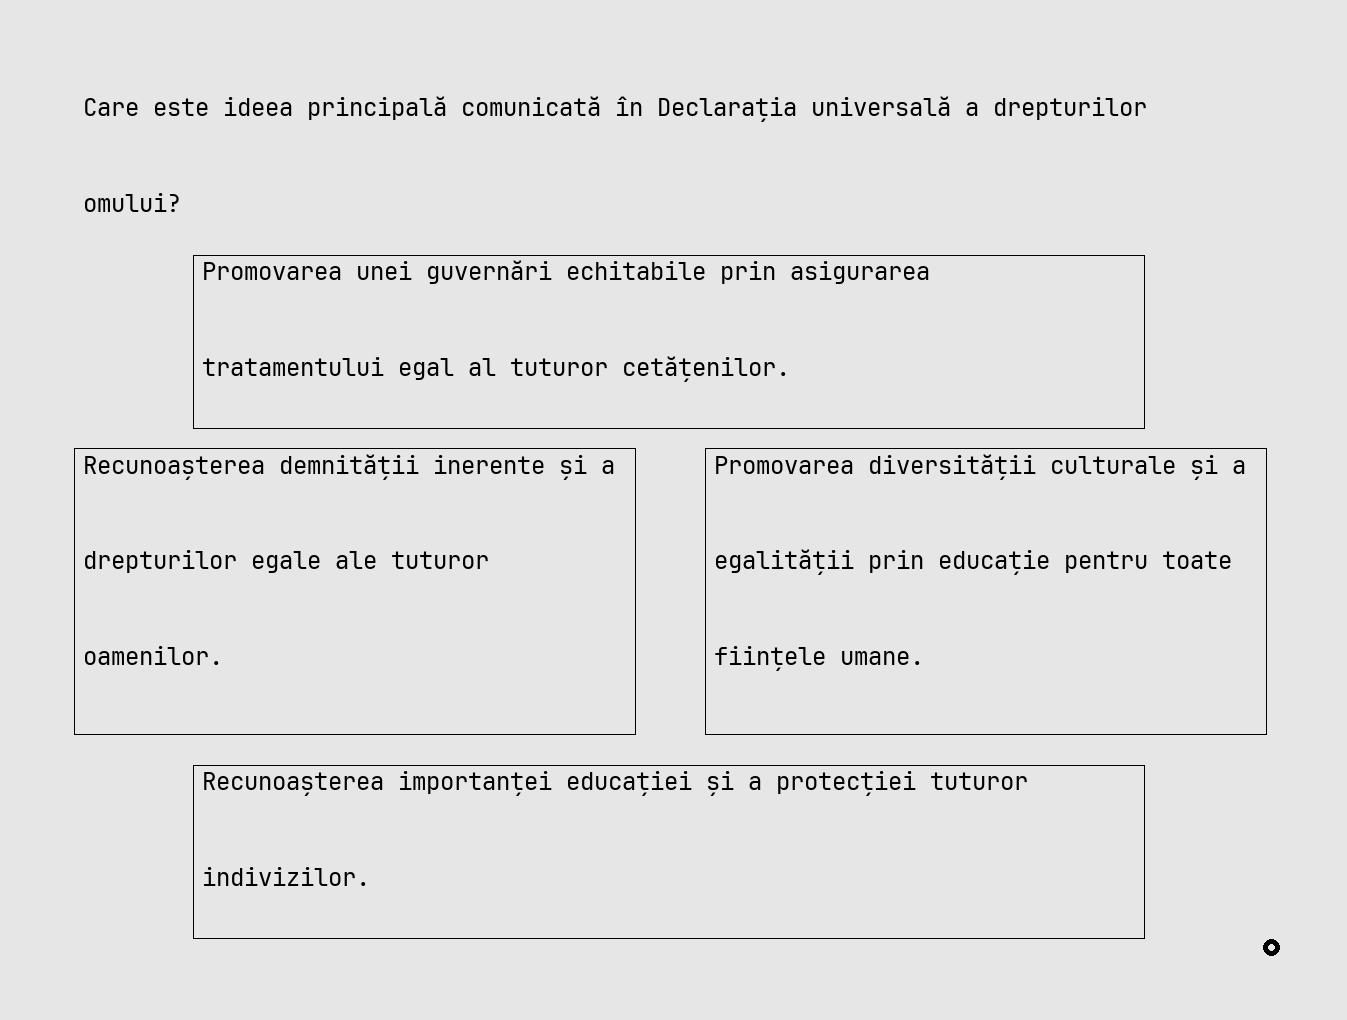 Care este ideea principală comunicată în Declarația universală a drepturilor
omului?
Promovarea unei guvernări echitabile prin asigurarea
tratamentului egal al tuturor cetățenilor.
Recunoașterea demnității inerente și a
drepturilor egale ale tuturor
oamenilor.
Promovarea diversității culturale și a
egalității prin educație pentru toate
ființele umane.
Recunoașterea importanței educației și a protecției tuturor
indivizilor.